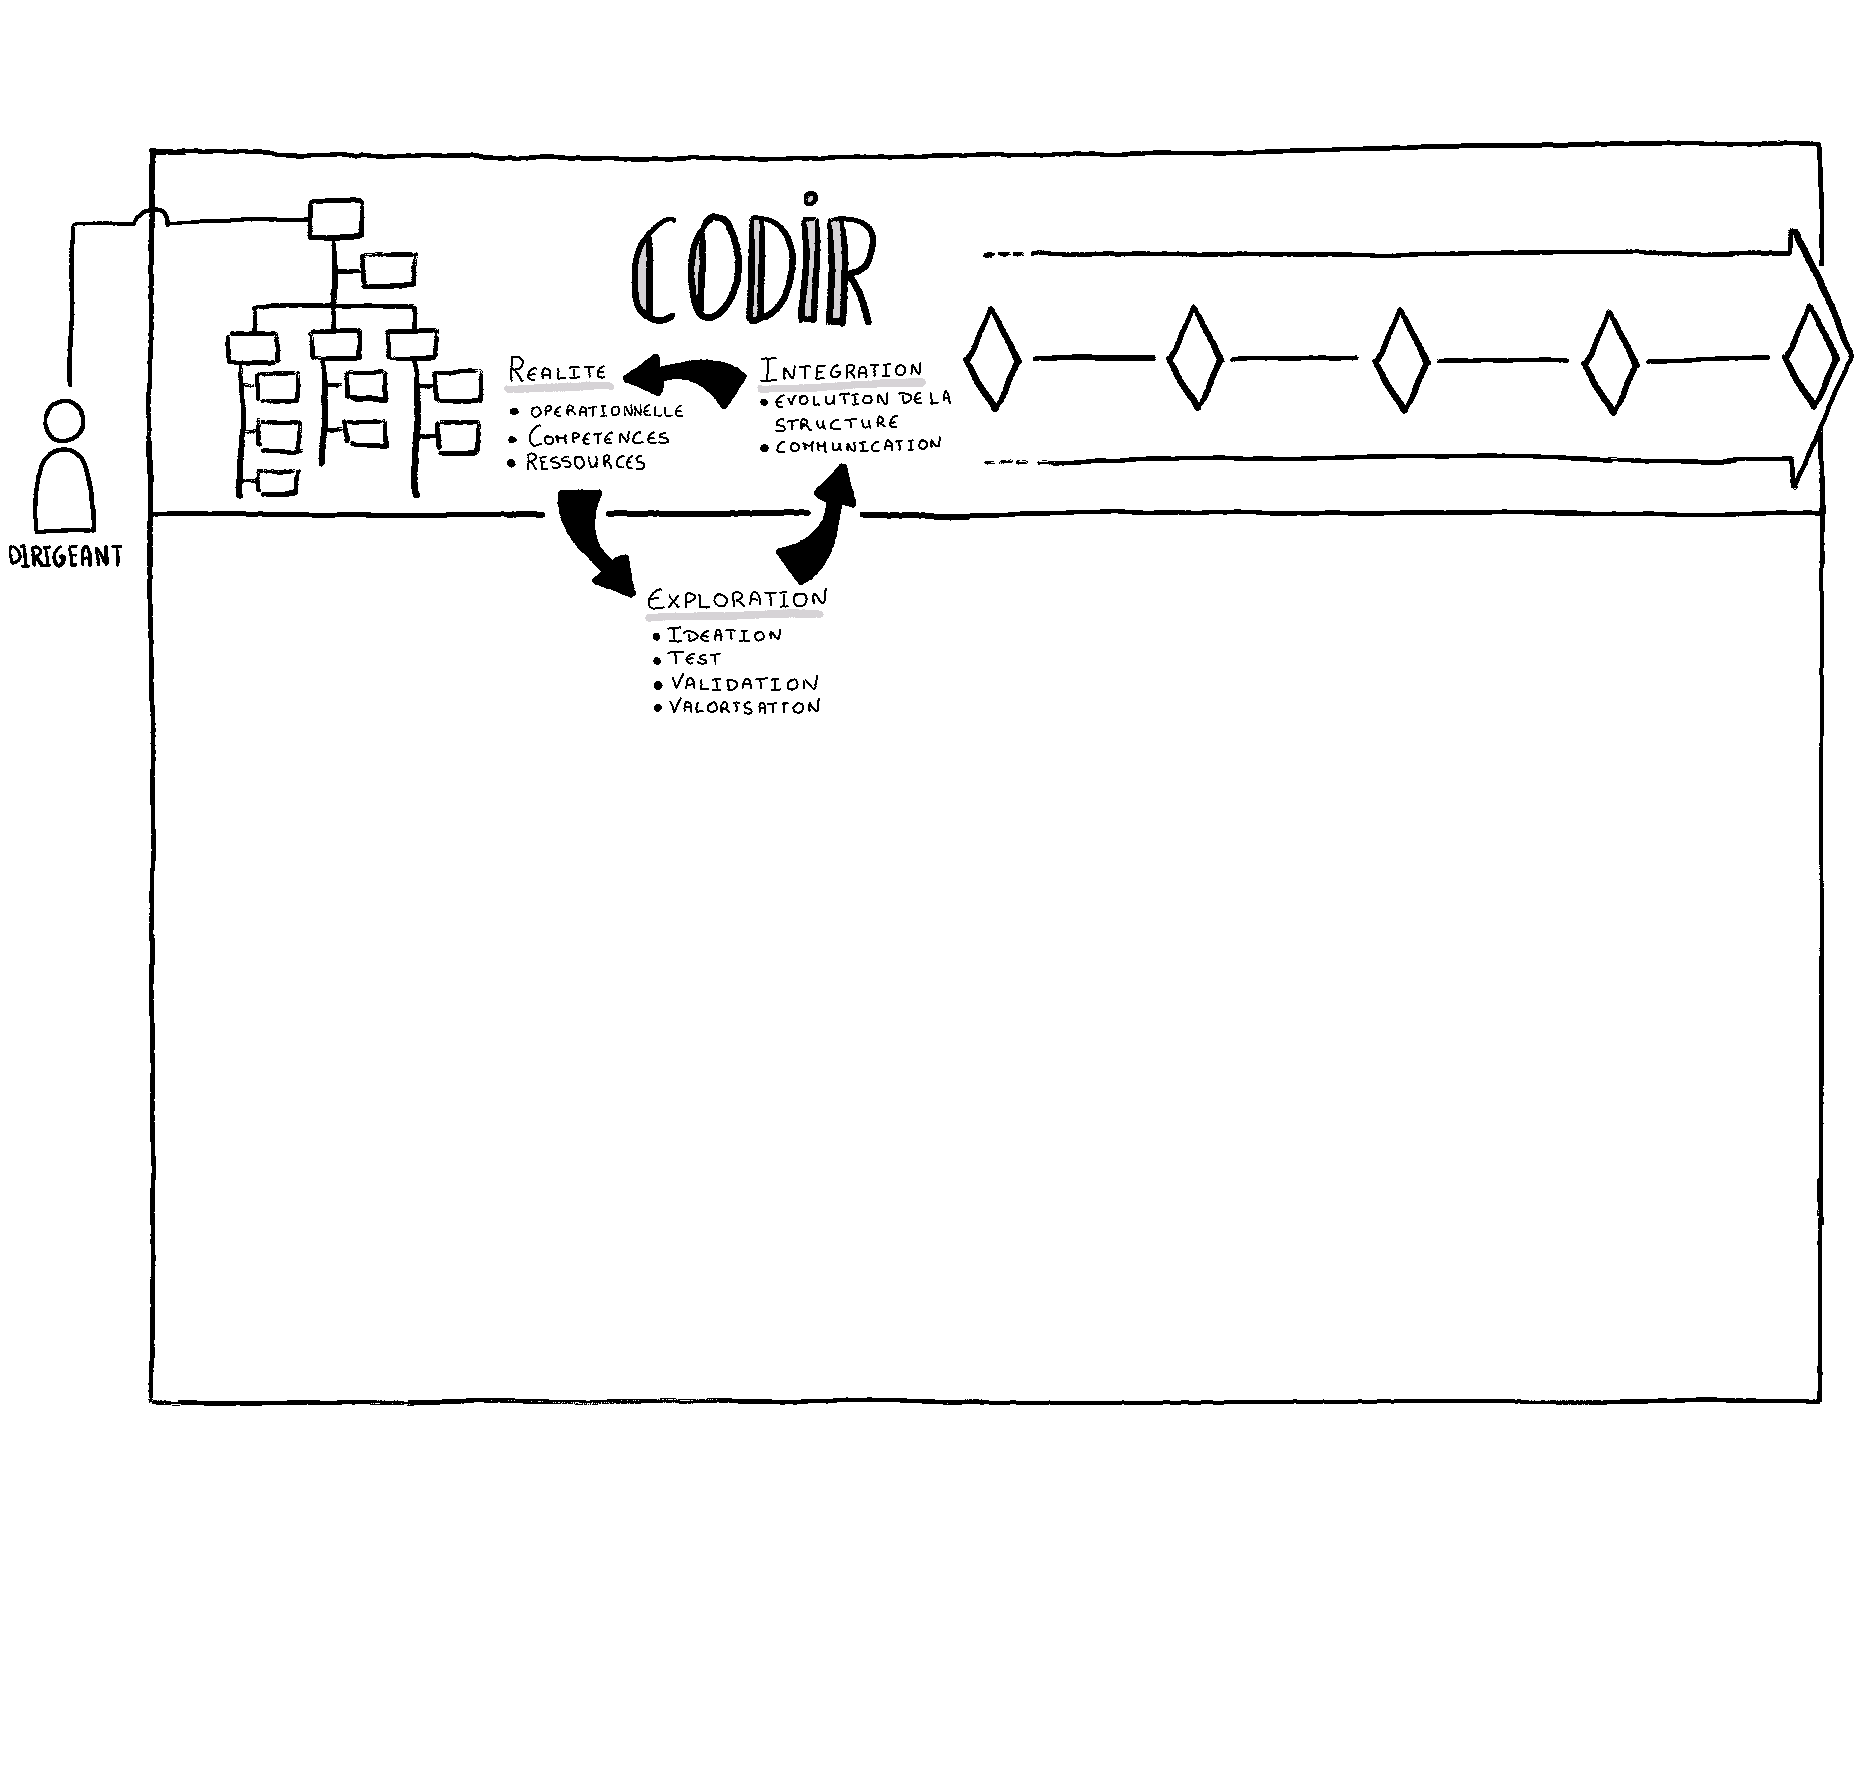 CODiR
REALITE
• OPERATIONNELLE
• COMPETENCES
• RESSOURCES
INTEGRATION
• EVOLUTION DE LA
STRUCTURE
• COMMUNICATION
DIRIGEANT
EXPLORATION
• IDEATION
• TEST
• VALIDATION
• VALORISATION